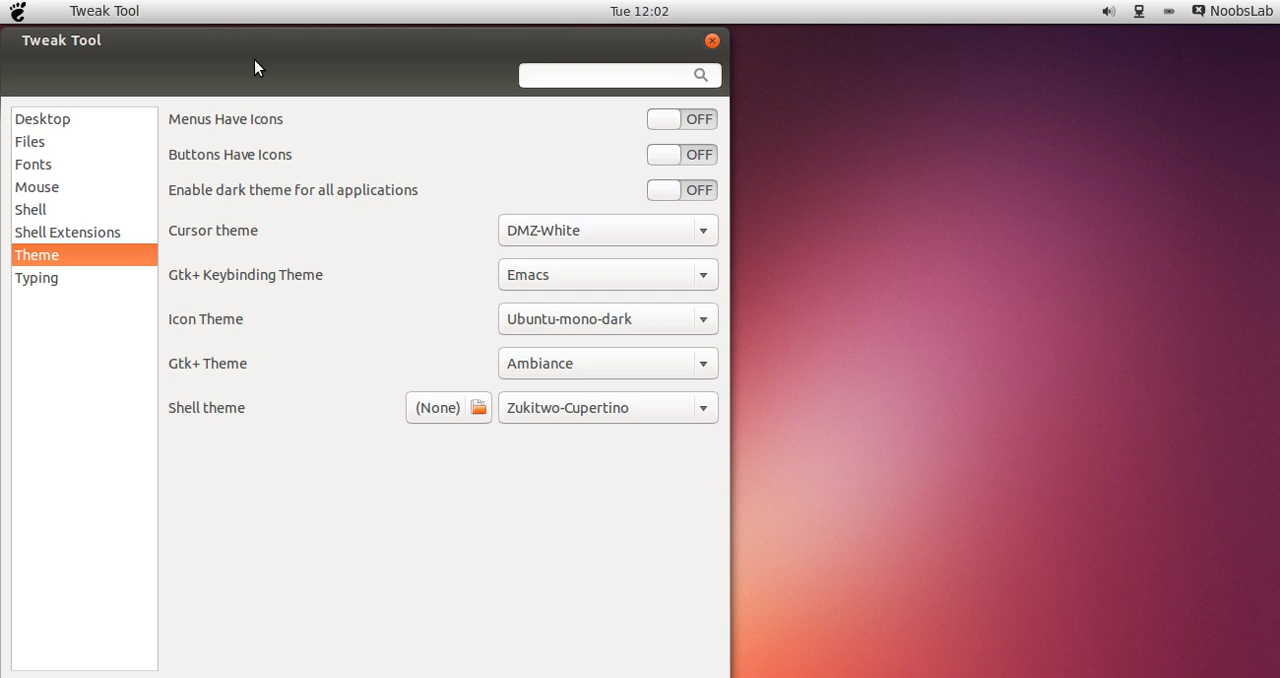 Tweak Tool Tue 12:02 NoobsLab
Tweak Tool
Desktop
Files
Fonts
Mouse
Shell
Shell Extensions
Theme
Typing
Menus Have Icons OFF
Buttons Have Icons OFF
Enable dark theme for all applications OFF
Cursor theme DMZ-White
Gtk+ Keybinding Theme Emacs
Icon Theme Ubuntu-mono-dark
Gtk+ Theme Ambiance
Shell theme (None) Zukitwo-Cupertino